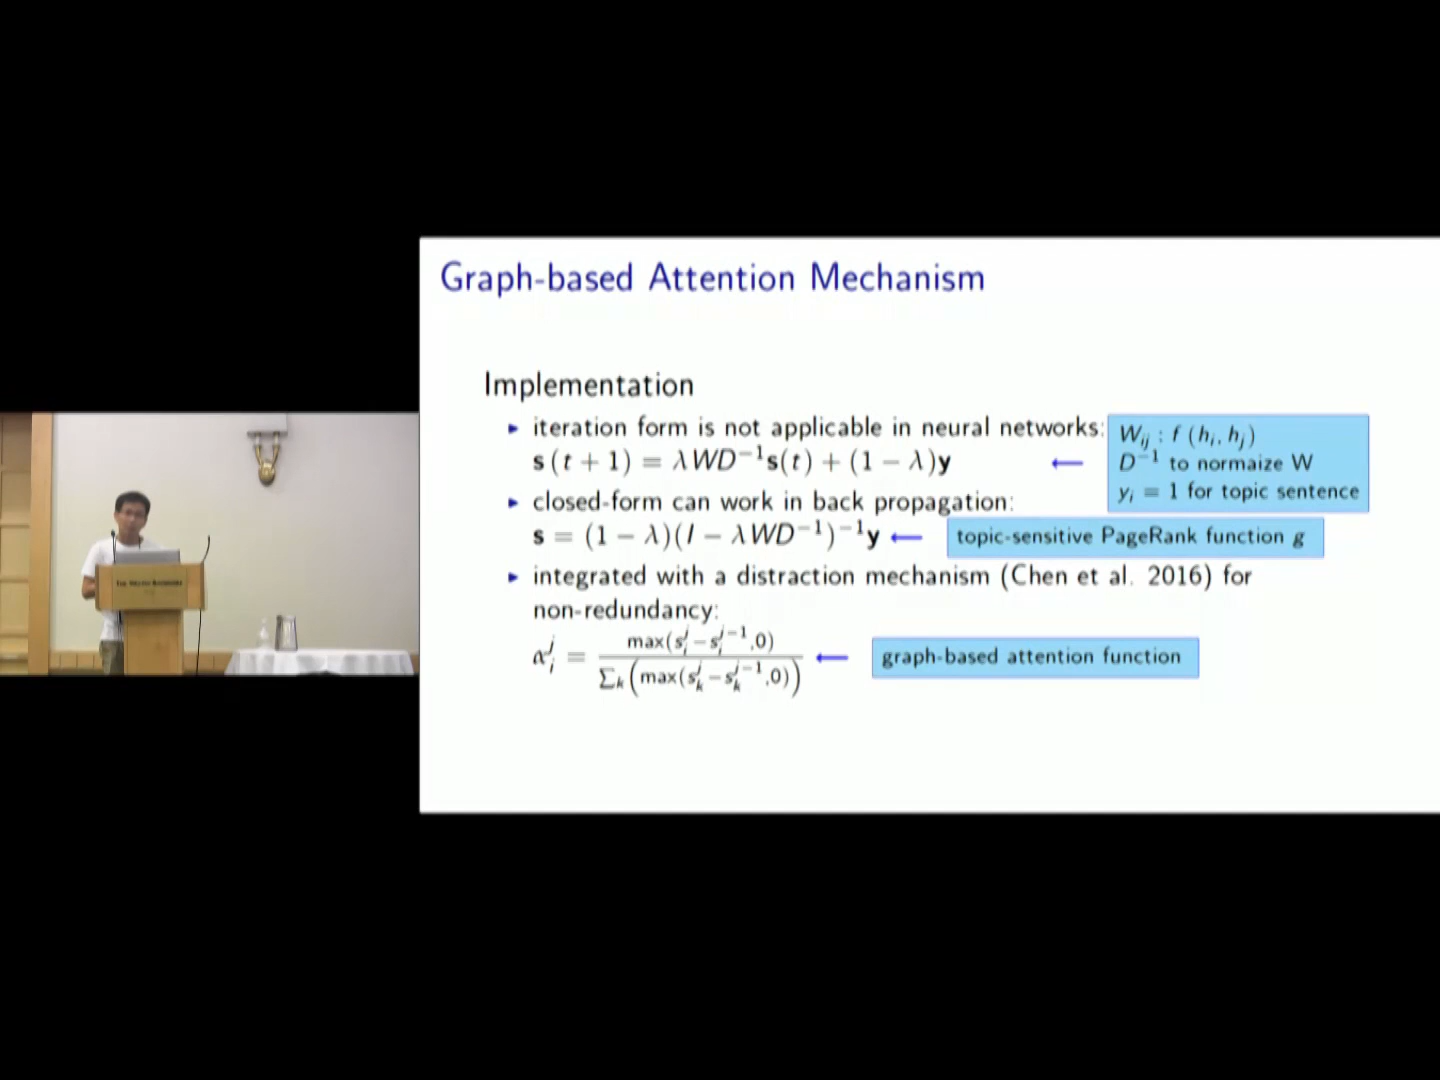 Graph-based Attention Mechanism
Implementation
▸ iteration form is not applicable in neural networks:
s(t + 1) = λWD⁻¹s(t) + (1 − λ)y
←
W_ij : f (h_i, h_j)
D⁻¹ to normaize W
y_i = 1 for topic sentence
▸ closed-form can work in back propagation:
s = (1 − λ)(I − λWD⁻¹)⁻¹y ← topic-sensitive PageRank function g
▸ integrated with a distraction mechanism (Chen et al. 2016) for
non-redundancy:
α_i^j = max(s_i^j − s_i^{j−1},0) / Σ_k(max(s_k^j − s_k^{j−1},0)) ← graph-based attention function